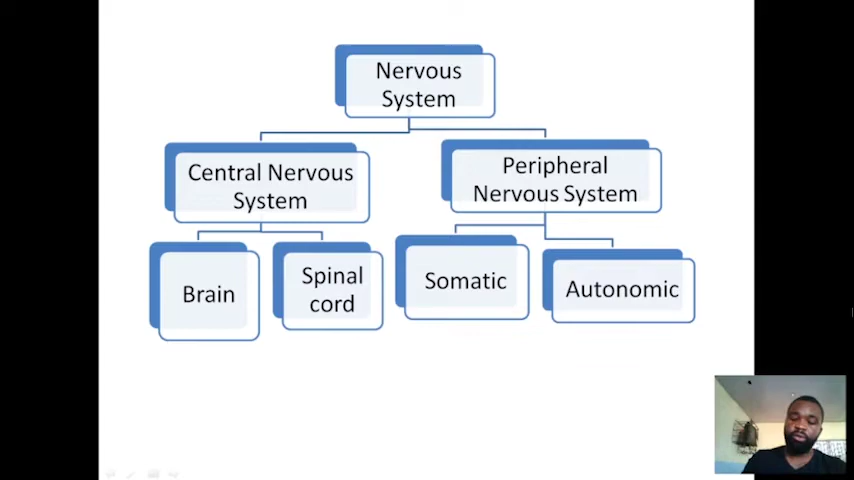 Nervous
System
Central Nervous
System
Peripheral
Nervous System
Brain
Spinal
cord
Somatic
Autonomic